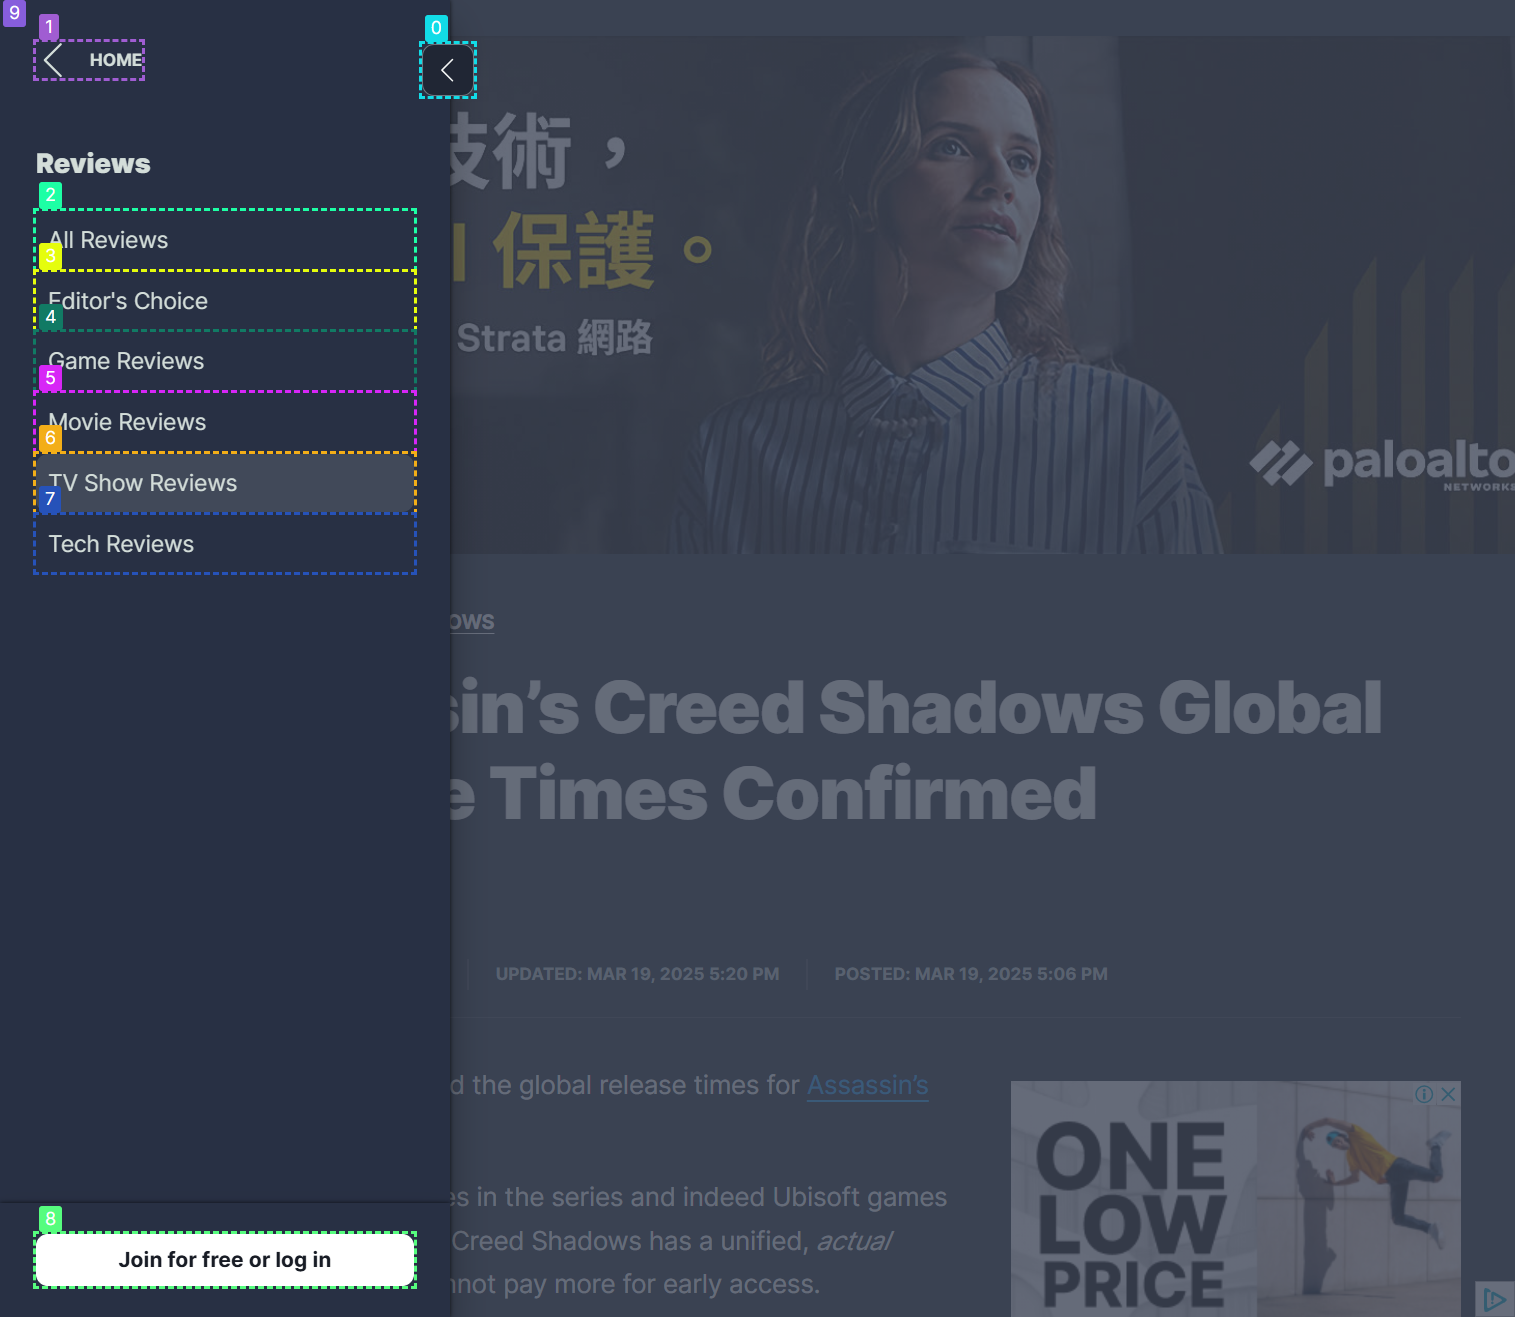 9
1
0
HOME
Reviews
2
All Reviews
3
Editor's Choice
4
Game Reviews
5
Movie Reviews
6
TV Show Reviews
7
Tech Reviews
8
Join for free or log in
技術，
保護。
Strata 網路
paloalto
NETWORKS
ows
sin’s Creed Shadows Global
e Times Confirmed
UPDATED: MAR 19, 2025 5:20 PM
POSTED: MAR 19, 2025 5:06 PM
d the global release times for Assassin’s
es in the series and indeed Ubisoft games
Creed Shadows has a unified, actual
nnot pay more for early access.
ONE
LOW
PRICE